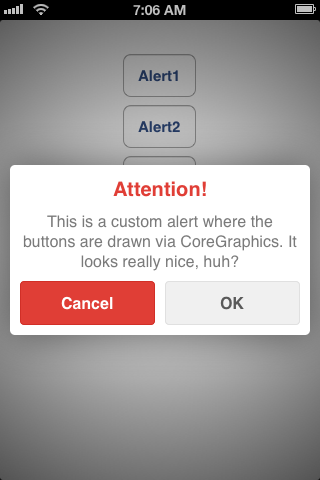 7:06 AM
Alert1
Alert2
Attention!
This is a custom alert where the
buttons are drawn via CoreGraphics. It
looks really nice, huh?
Cancel
OK